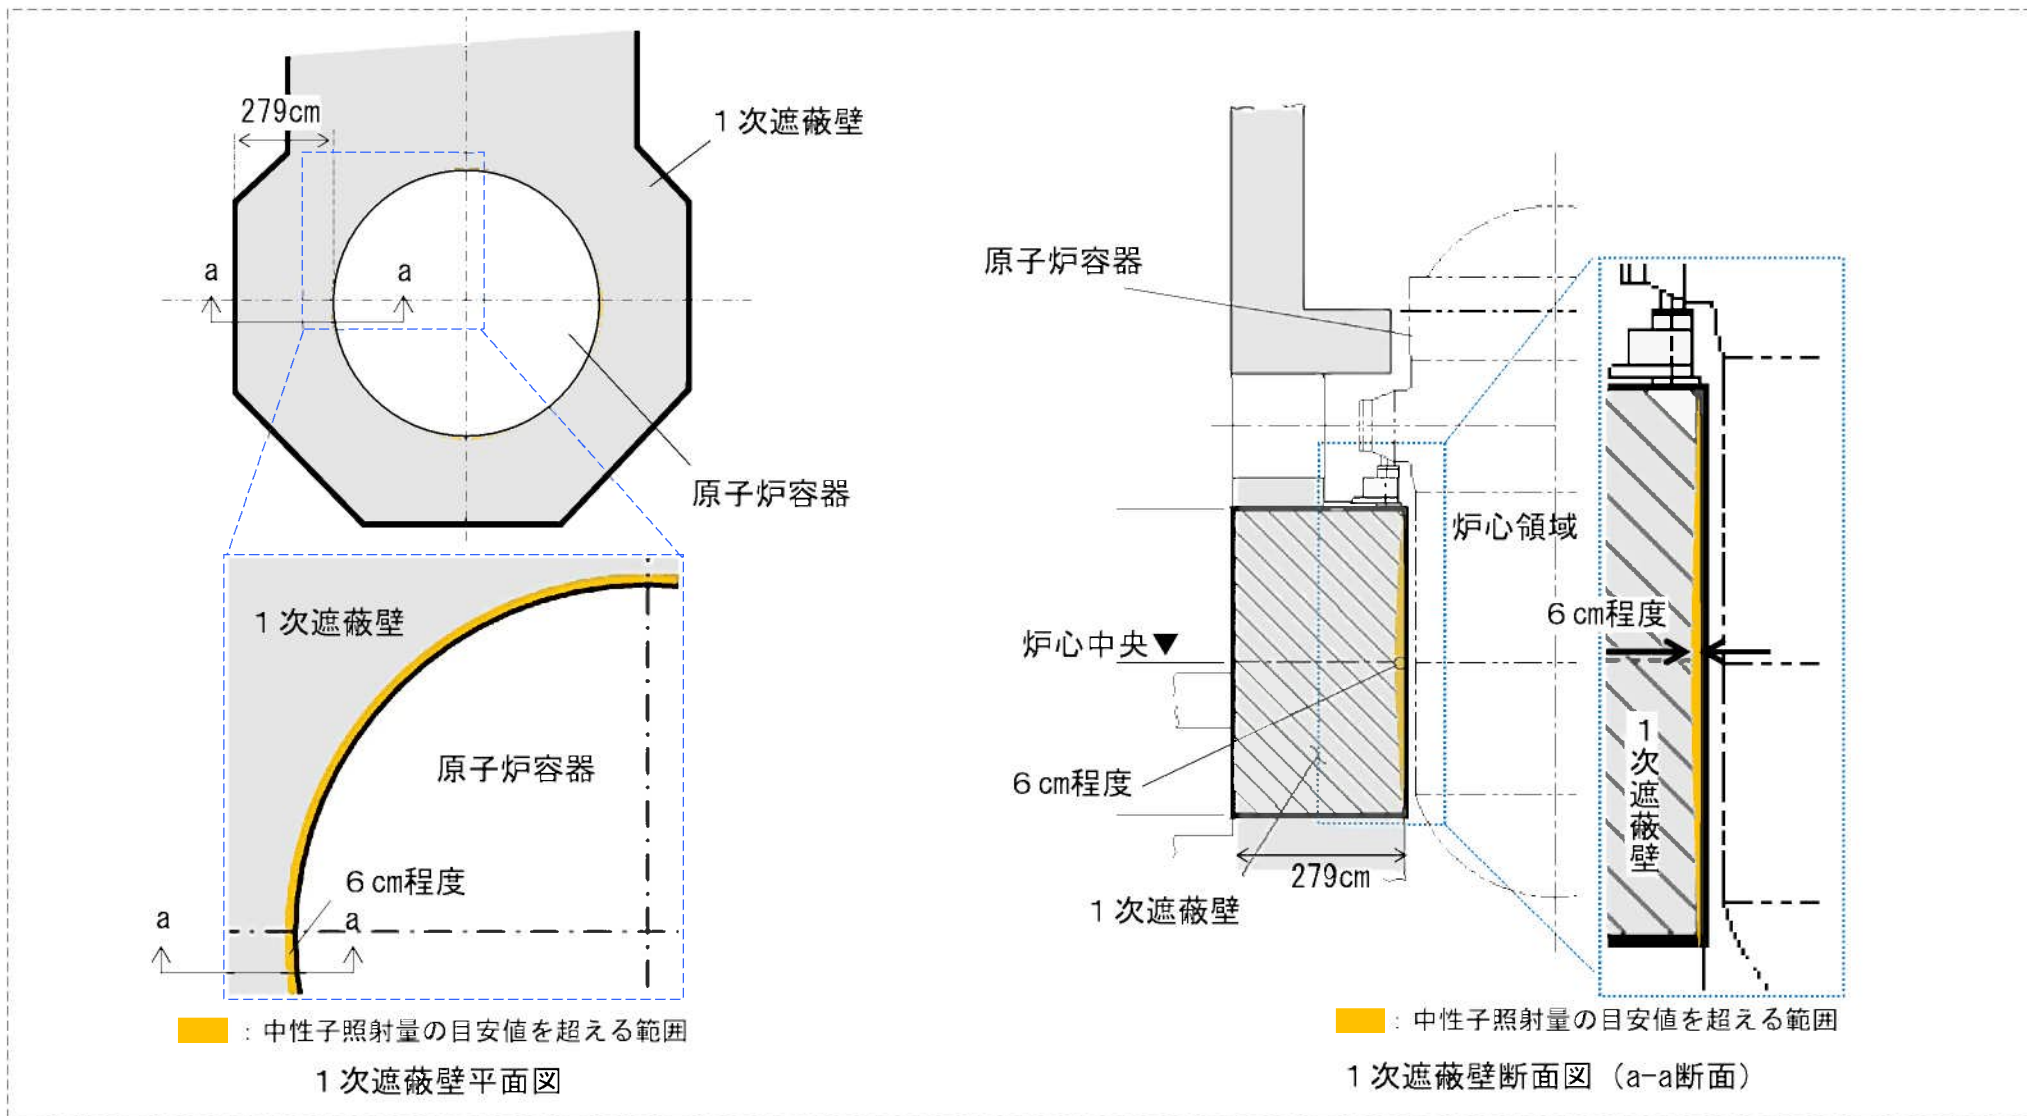 279cm
１次遮蔽壁
a
a
原子炉容器
１次遮蔽壁
原子炉容器
６cm程度
a
a
：中性子照射量の目安値を超える範囲
１次遮蔽壁平面図
原子炉容器
炉心領域
炉心中央▼
６cm程度
279cm
１次遮蔽壁
６cm程度
１次遮蔽壁
：中性子照射量の目安値を超える範囲
１次遮蔽壁断面図（a-a断面）